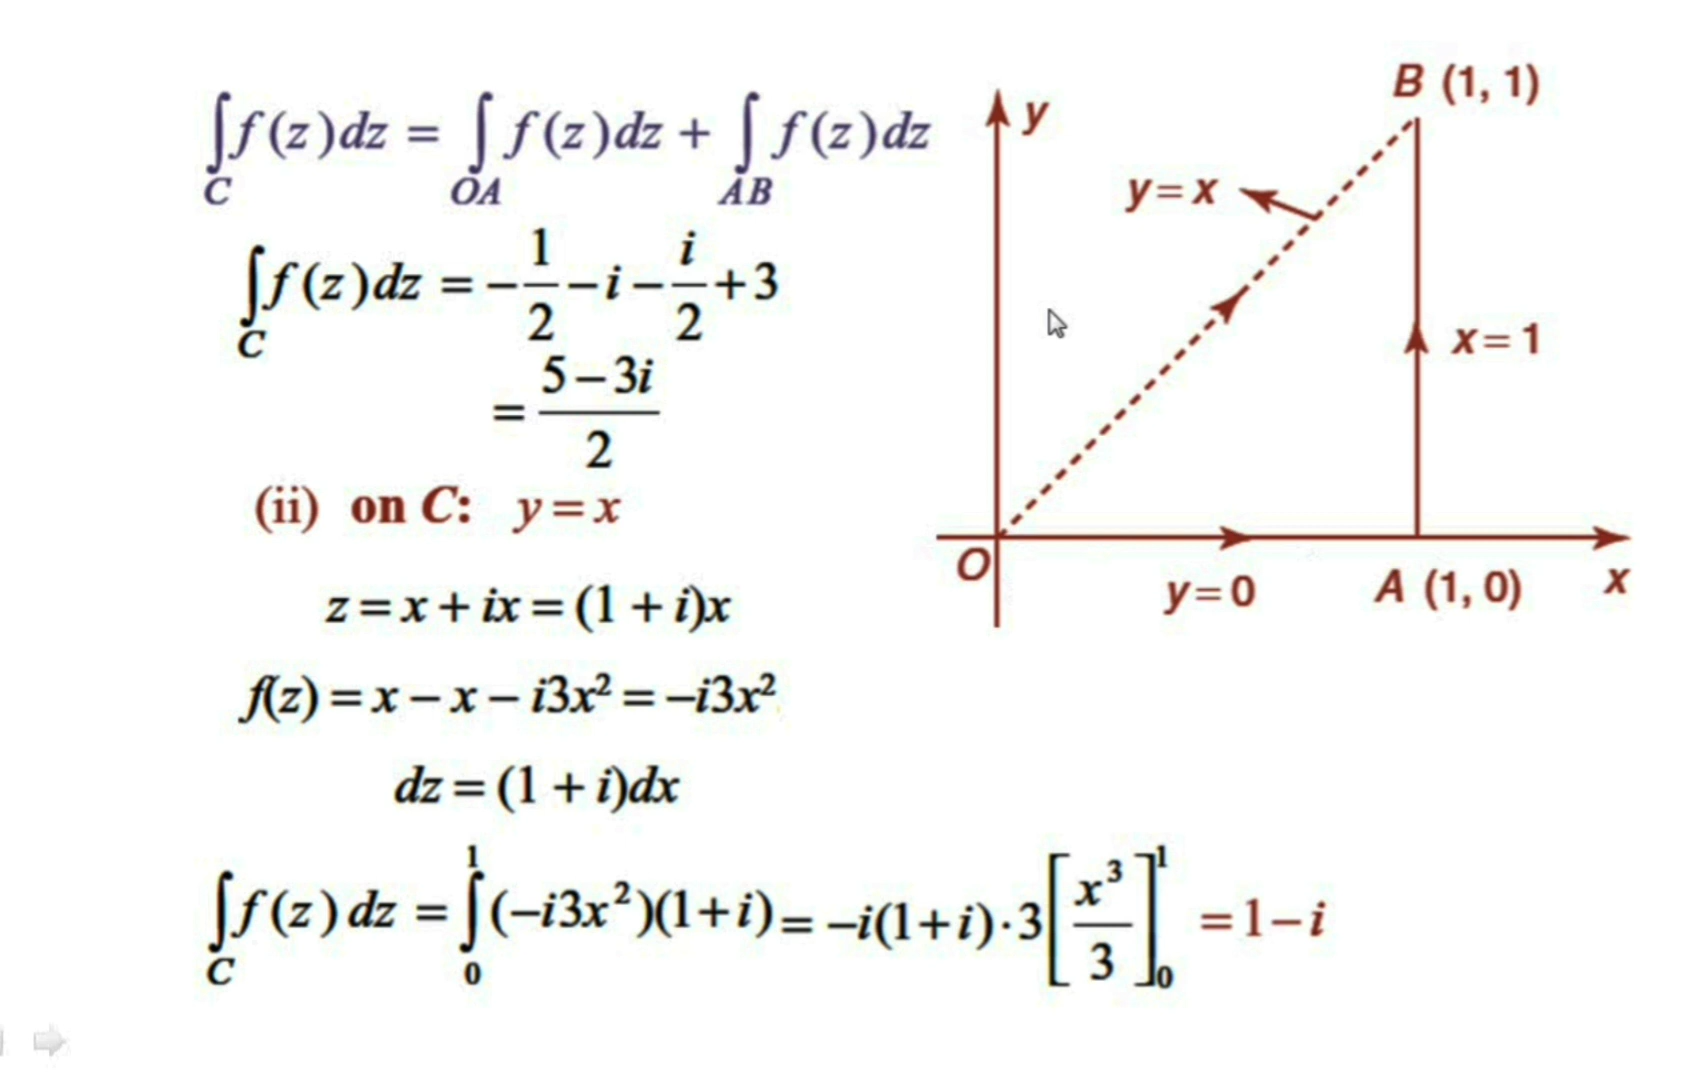 ∫_C f(z)dz = ∫_OA f(z)dz + ∫_AB f(z)dz
∫_C f(z)dz = −1/2 − i − i/2 + 3
= (5 − 3i)/2
(ii) on C: y = x
z = x + ix = (1 + i)x
f(z) = x − x − i3x² = −i3x²
dz = (1 + i)dx
∫_C f(z)dz = ∫_0^1 (−i3x²)(1+i) = −i(1+i)·3[x³/3]_0^1 = 1 − i
y
B (1, 1)
y = x
x = 1
O
y = 0
A (1, 0)
x